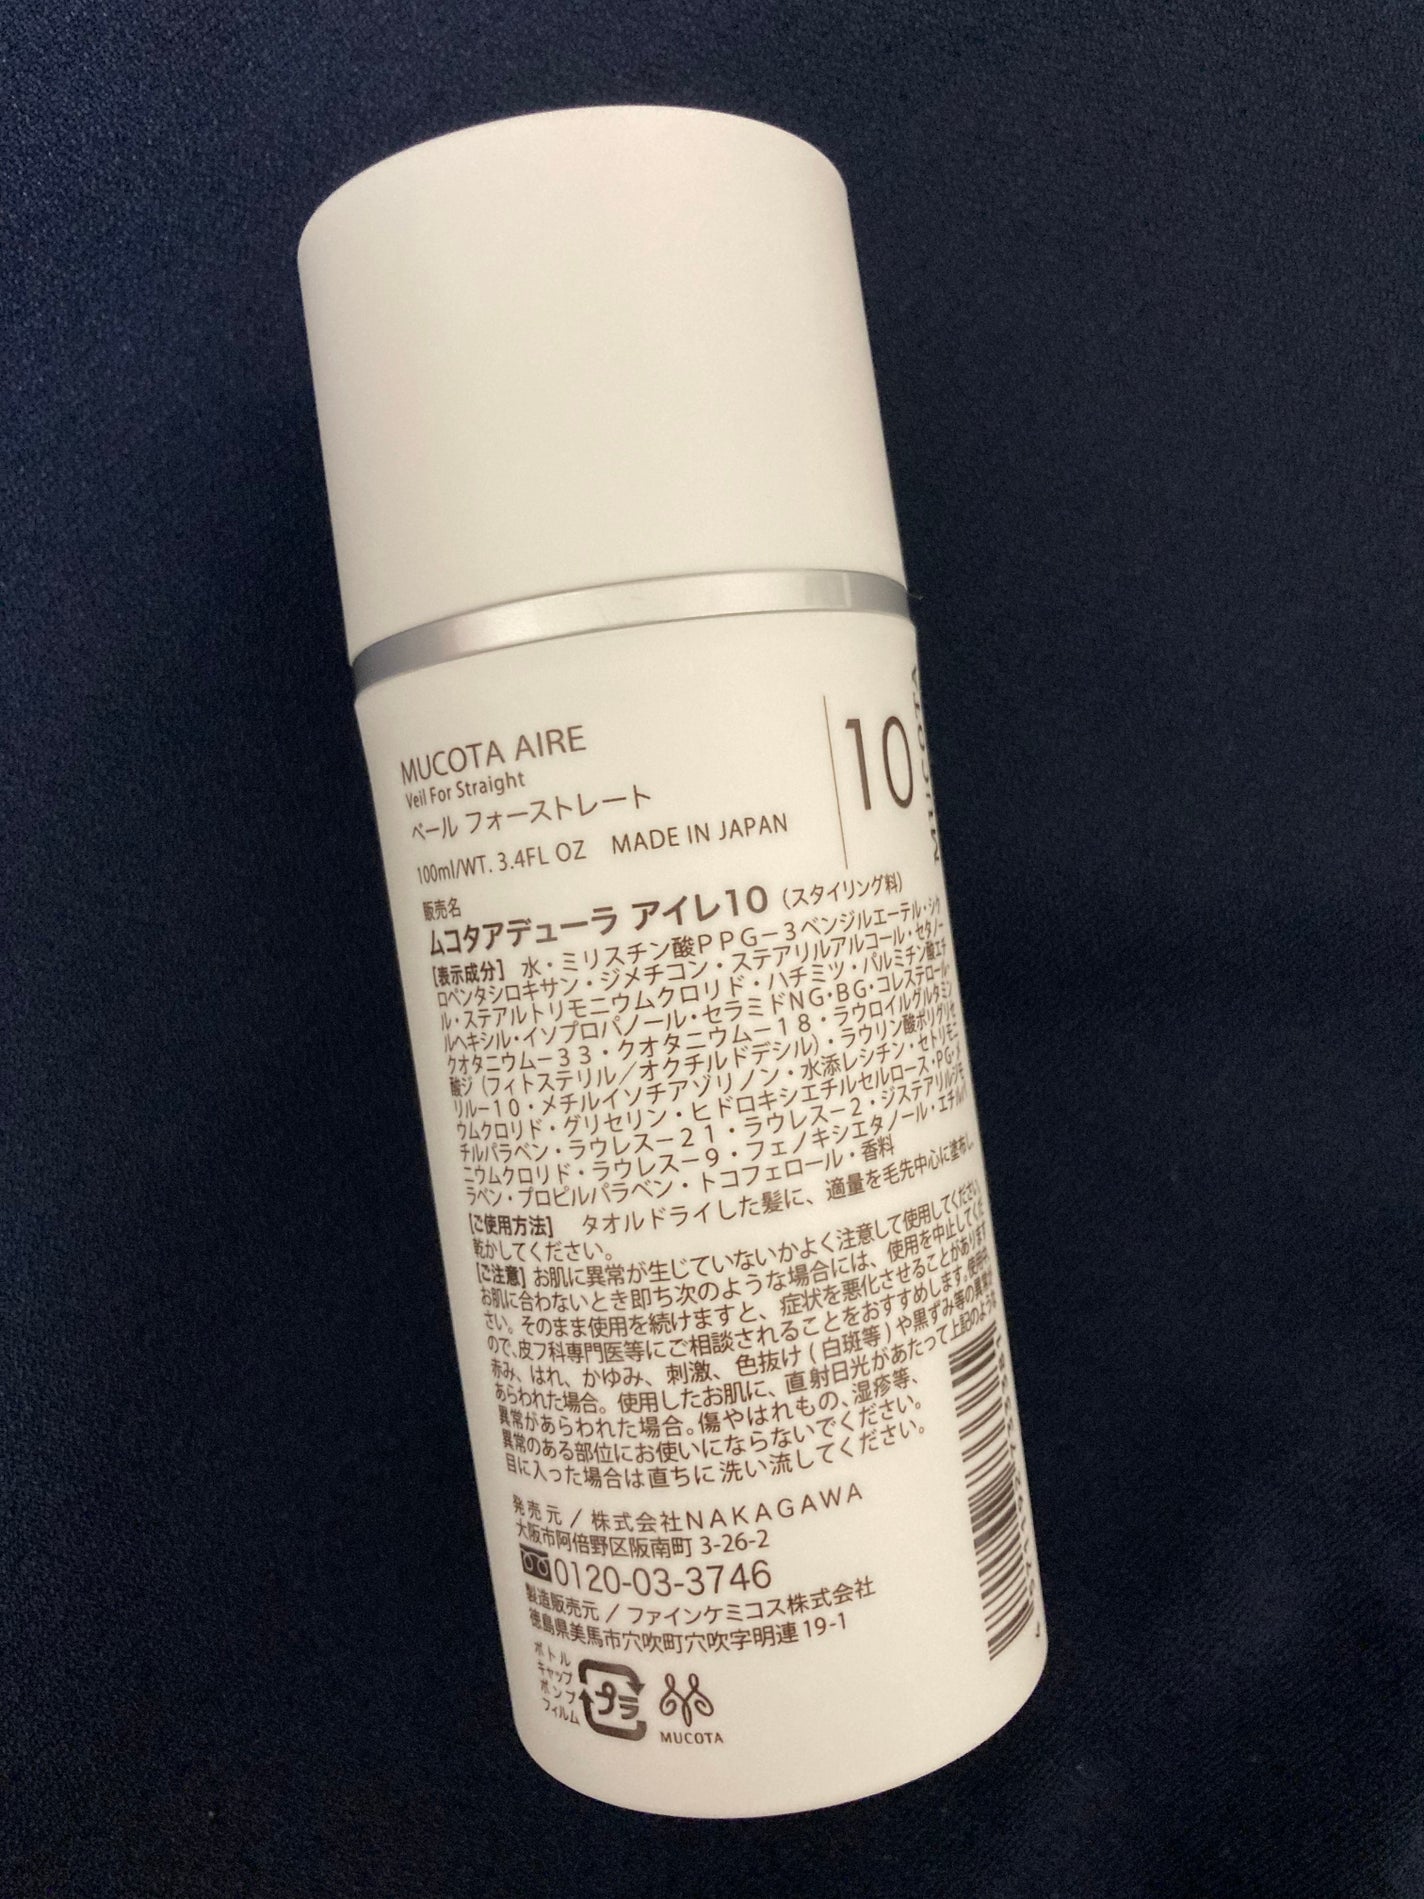 MUCOTA AIRE
Veil For Straight
ベール フォーストレート
100ml/WT. 3.4FL OZ MADE IN JAPAN
10
MUCOTA
販売名
ムコタアデューラ アイレ10（スタイリング料）
[表示成分] 水・ミリスチン酸PPG-3ベンジルエーテル・シク
ロペンタシロキサン・ジメチコン・ステアリルアルコール・セタノー
ル・ステアルトリモニウムクロリド・ハチミツ・パルミチン酸エチ
ルヘキシル・イソプロパノール・セラミドNG・BG・コレステロール・
クオタニウム-33・クオタニウム-18・ラウロイルグルタミン
酸ジ（フィトステリル／オクチルドデシル）・ラウリン酸ポリグリセ
リル-10・メチルイソチアゾリノン・水添レシチン・セトリモニ
ウムクロリド・グリセリン・ヒドロキシエチルセルロース・PG・メ
チルパラベン・ラウレス-21・ラウレス-2・ジステアリルジモ
ニウムクロリド・ラウレス-9・フェノキシエタノール・エチルパ
ラベン・プロピルパラベン・トコフェロール・香料
[ご使用方法] タオルドライした髪に、適量を毛先中心に塗布し、
乾かしてください。
[ご注意] お肌に異常が生じていないかよく注意して使用してください。
お肌に合わないとき即ち次のような場合には、使用を中止してくだ
さい。そのまま使用を続けますと、症状を悪化させることがあります
ので、皮フ科専門医等にご相談されることをおすすめします。使用中、
赤み、はれ、かゆみ、刺激、色抜け（白斑等）や黒ずみ等の異常が
あらわれた場合。使用したお肌に、直射日光があたって上記のような
異常があらわれた場合。傷やはれもの、湿疹等、
異常のある部位にお使いにならないでください。
目に入った場合は直ちに洗い流してください。
発売元 / 株式会社NAKAGAWA
大阪市阿倍野区阪南町 3-26-2
0120-03-3746
製造販売元 / ファインケミコス株式会社
徳島県美馬市穴吹町穴吹字明連 19-1
ボトル
キャップ
ポンプ
フィルム
プラ
MUCOTA